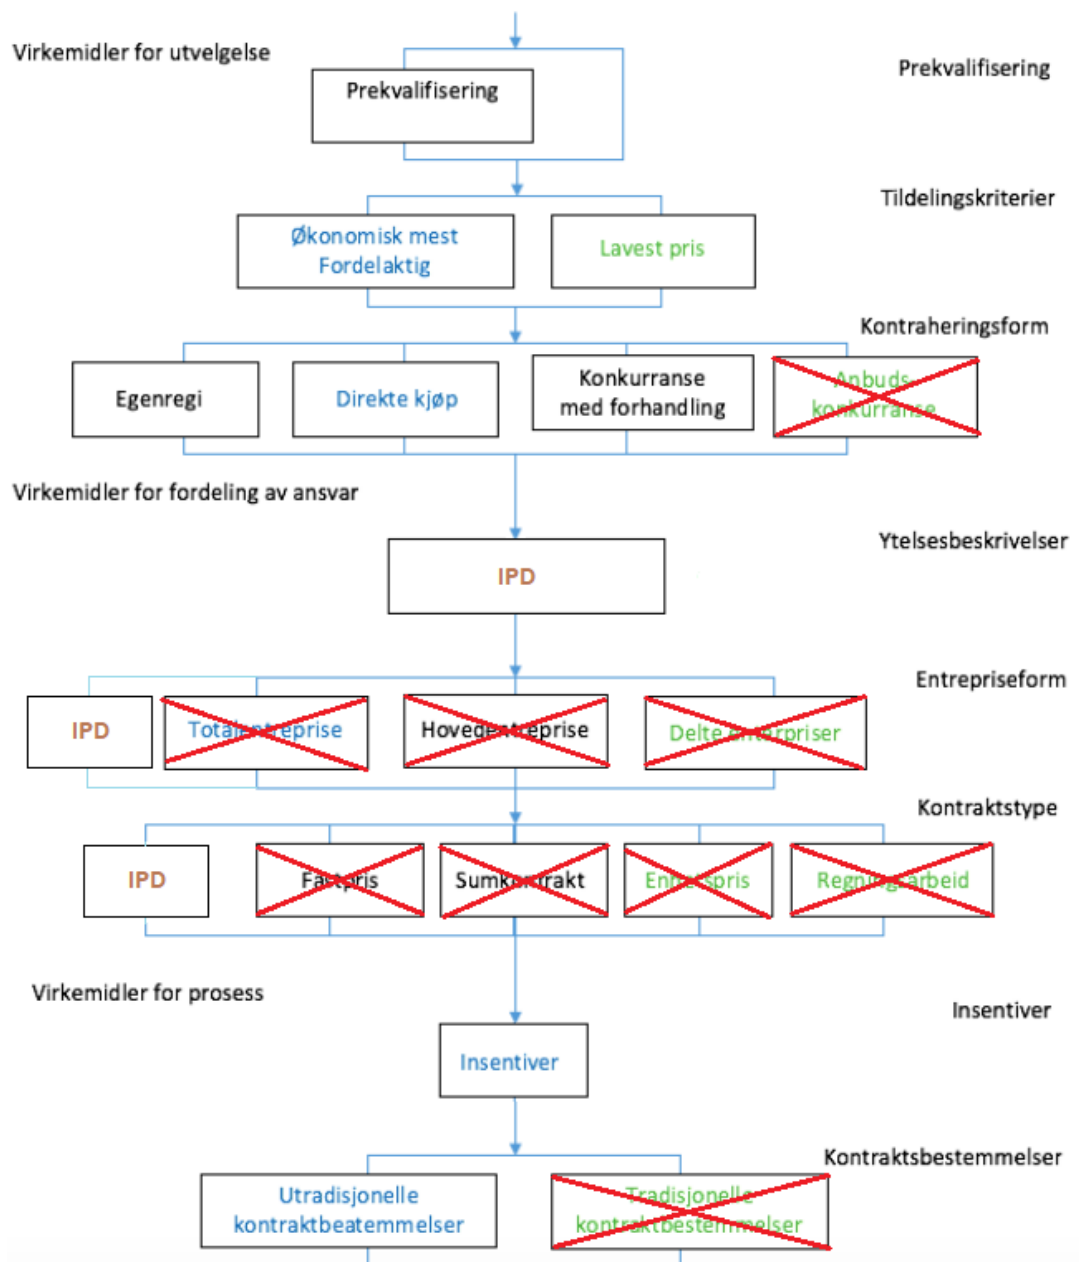 Virkemidler for utvelgelse
Prekvalifisering
Prekvalifisering
Tildelingskriterier
Økonomisk mest
Fordelaktig
Lavest pris
Kontraheringsform
Egenregi
Direkte kjøp
Konkurranse
med forhandling
Anbuds
konkurranse
Virkemidler for fordeling av ansvar
Ytelsesbeskrivelser
IPD
Entrepriseform
IPD
Totalentreprise
Hovedentreprise
Delte enterpriser
Kontraktstype
IPD
Fastpris
Sumkontrakt
Enhetspris
Regningsarbeid
Virkemidler for prosess
Insentiver
Insentiver
Kontraktsbestemmelser
Utradisjonelle
kontraktbeatemmelser
Tradisjonelle
kontraktbestemmelser